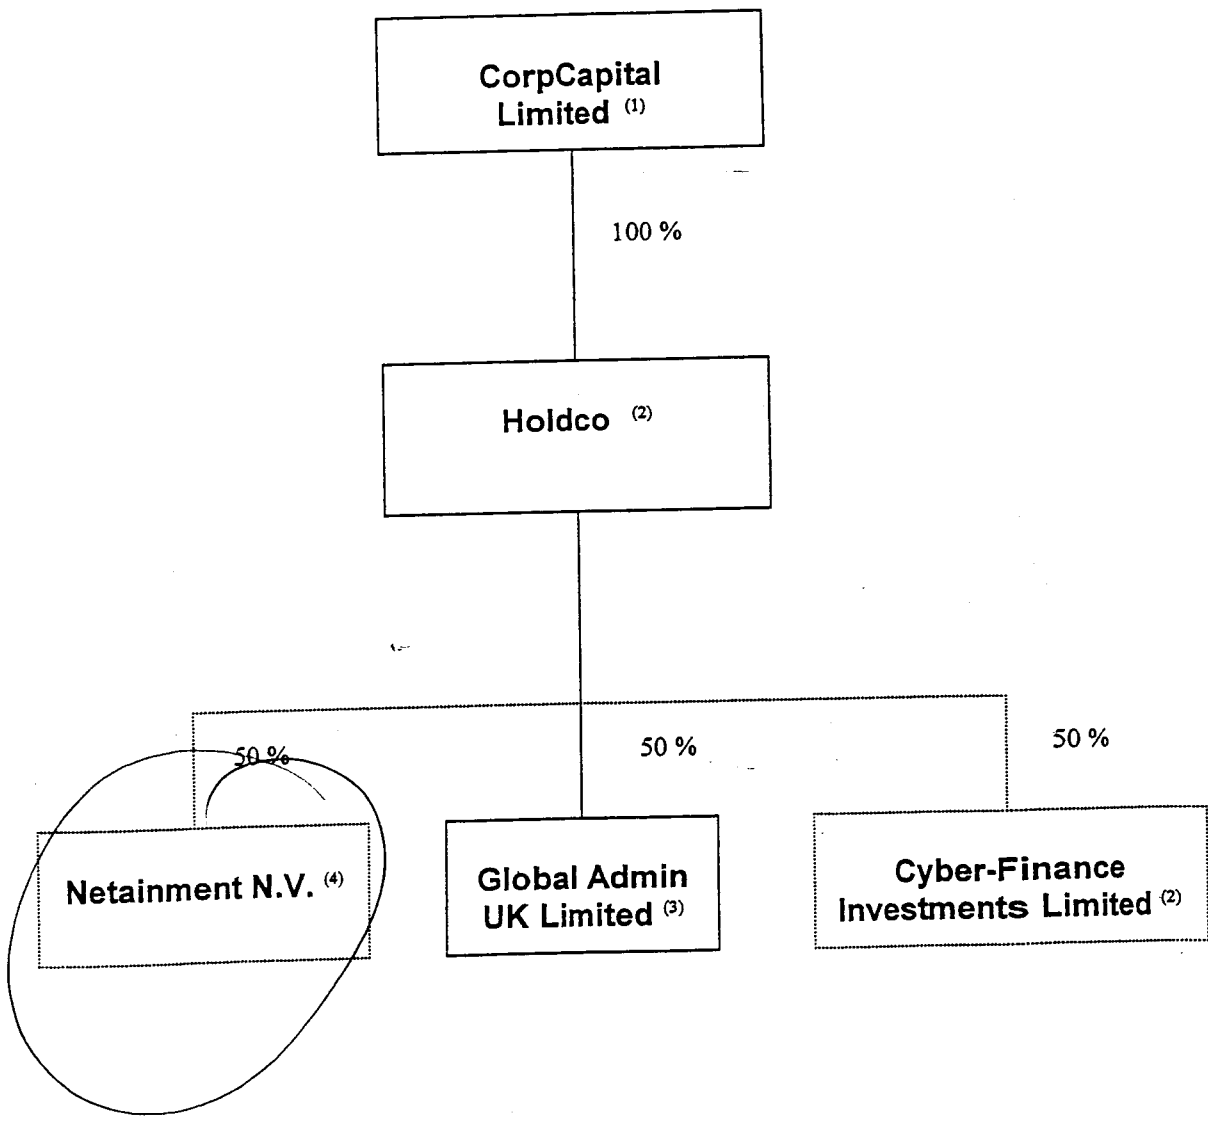 CorpCapital
Limited (1)
100 %
Holdco (2)
50 %
50 %
50 %
Netainment N.V. (4)
Global Admin
UK Limited (3)
Cyber-Finance
Investments Limited (2)